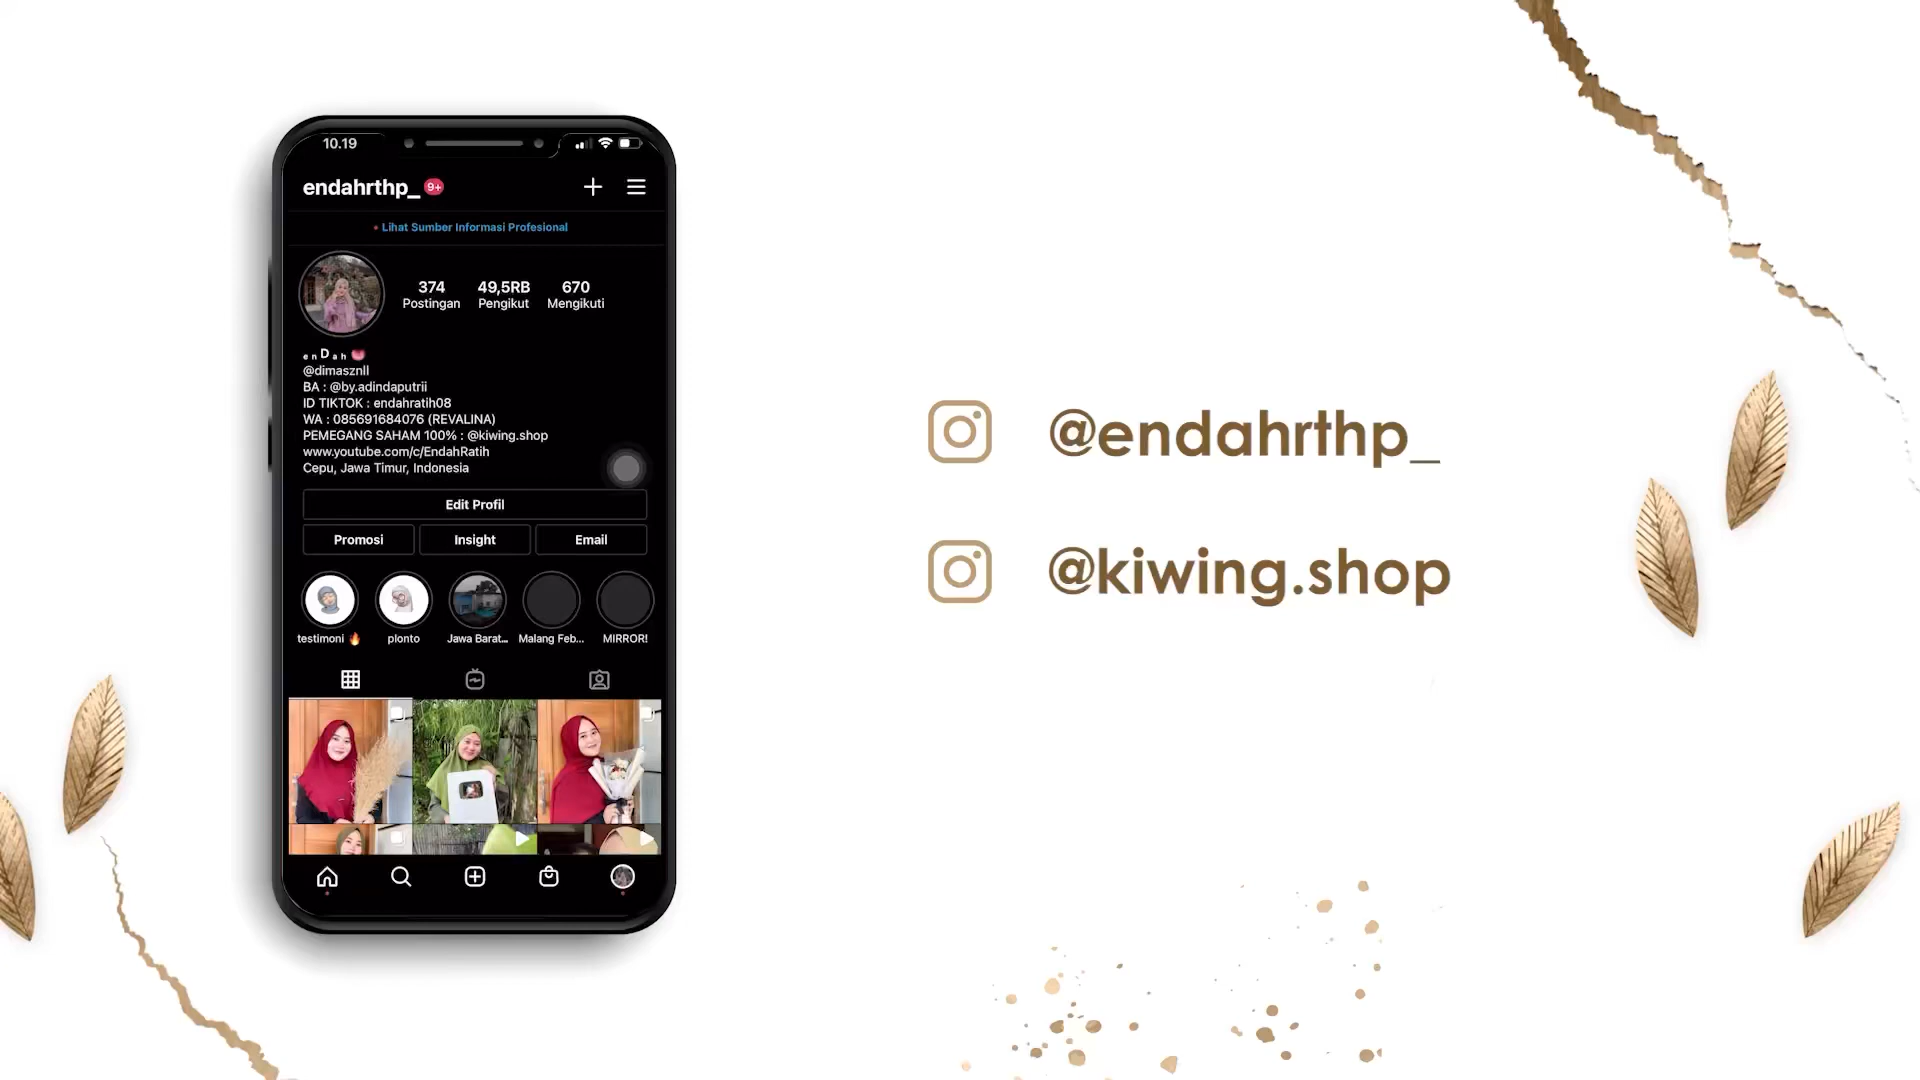 10.19
endahrthp_ 9+
Lihat Sumber Informasi Profesional
374 49,5RB 670
Postingan Pengikut Mengikuti
ₑₙDₐₕ 👅
@dimasznll
BA : @by.adindaputrii
ID TIKTOK : endahratih08
WA : 085691684076 (REVALINA)
PEMEGANG SAHAM 100% : @kiwing.shop
www.youtube.com/c/EndahRatih
Cepu, Jawa Timur, Indonesia
Edit Profil
Promosi Insight Email
testimoni 🔥 plonto Jawa Barat... Malang Feb... MIRROR!
@endahrthp_
@kiwing.shop